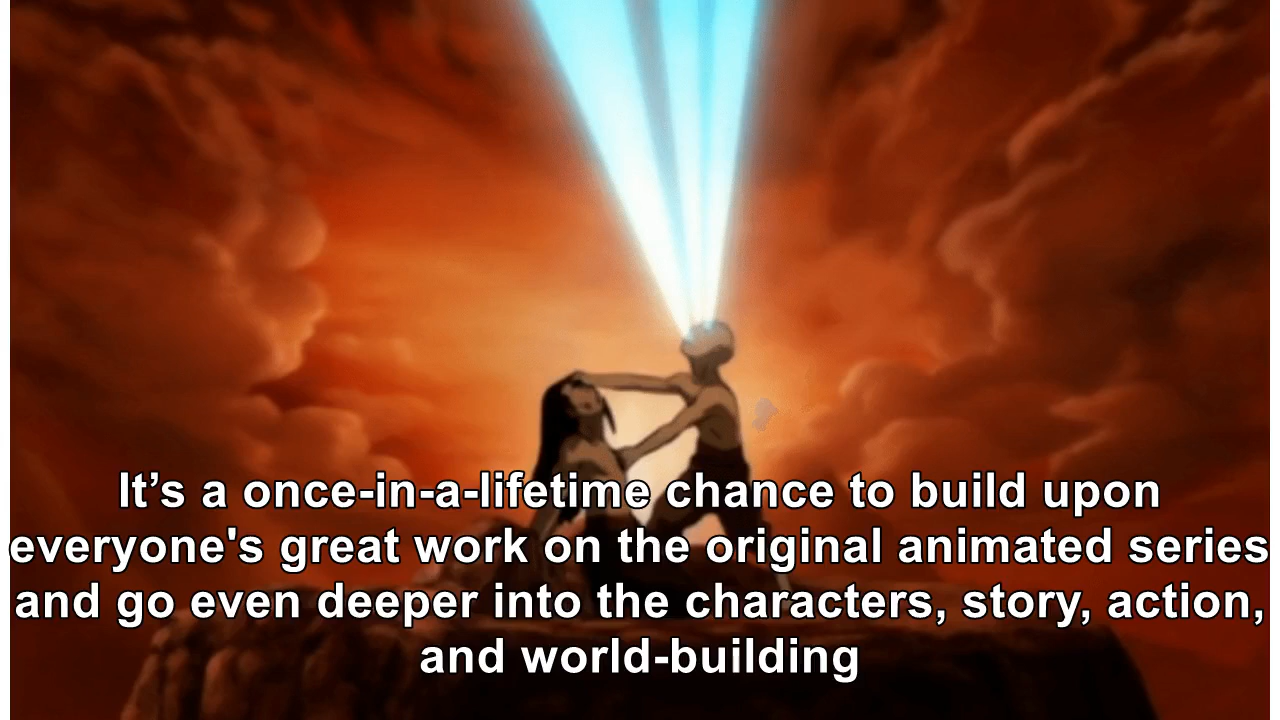 It’s a once-in-a-lifetime chance to build upon
everyone's great work on the original animated series
and go even deeper into the characters, story, action,
and world-building